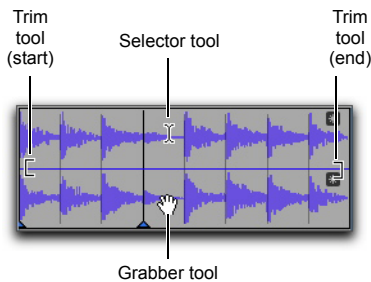 Trim
tool
(start)
Selector tool
Trim
tool
(end)
Grabber tool